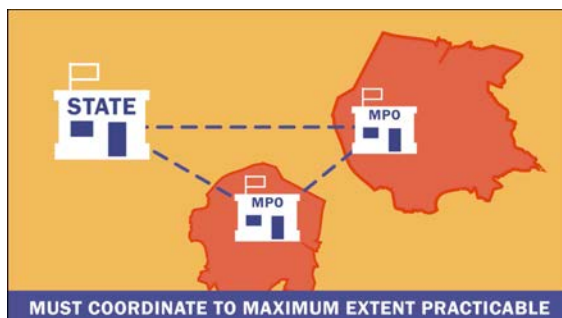 STATE
MPO
MPO
MUST COORDINATE TO MAXIMUM EXTENT PRACTICABLE